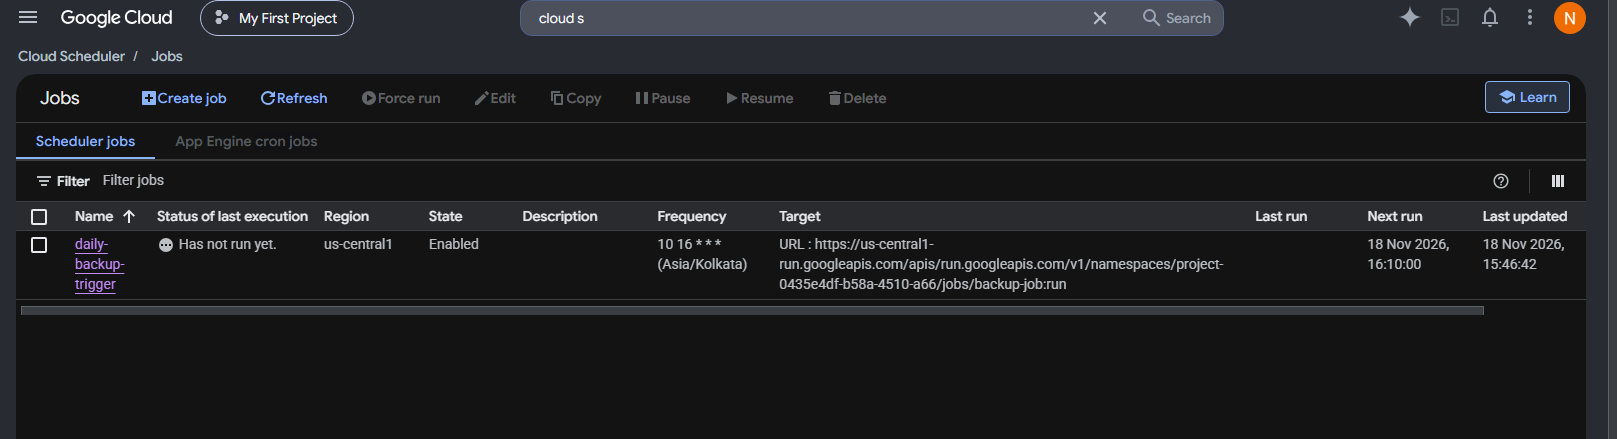 Google Cloud
My First Project
cloud s
Search
N
Cloud Scheduler / Jobs
Jobs
Create job
Refresh
Force run
Edit
Copy
Pause
Resume
Delete
Learn
Scheduler jobs
App Engine cron jobs
Filter Filter jobs
Name Status of last execution Region State Description Frequency Target Last run Next run Last updated
daily- Has not run yet. us-central1 Enabled 10 16 * * * URL : https://us-central1- 18 Nov 2026, 18 Nov 2026,
backup- (Asia/Kolkata) run.googleapis.com/apis/run.googleapis.com/v1/namespaces/project- 16:10:00 15:46:42
trigger 0435e4df-b58a-4510-a66/jobs/backup-job:run